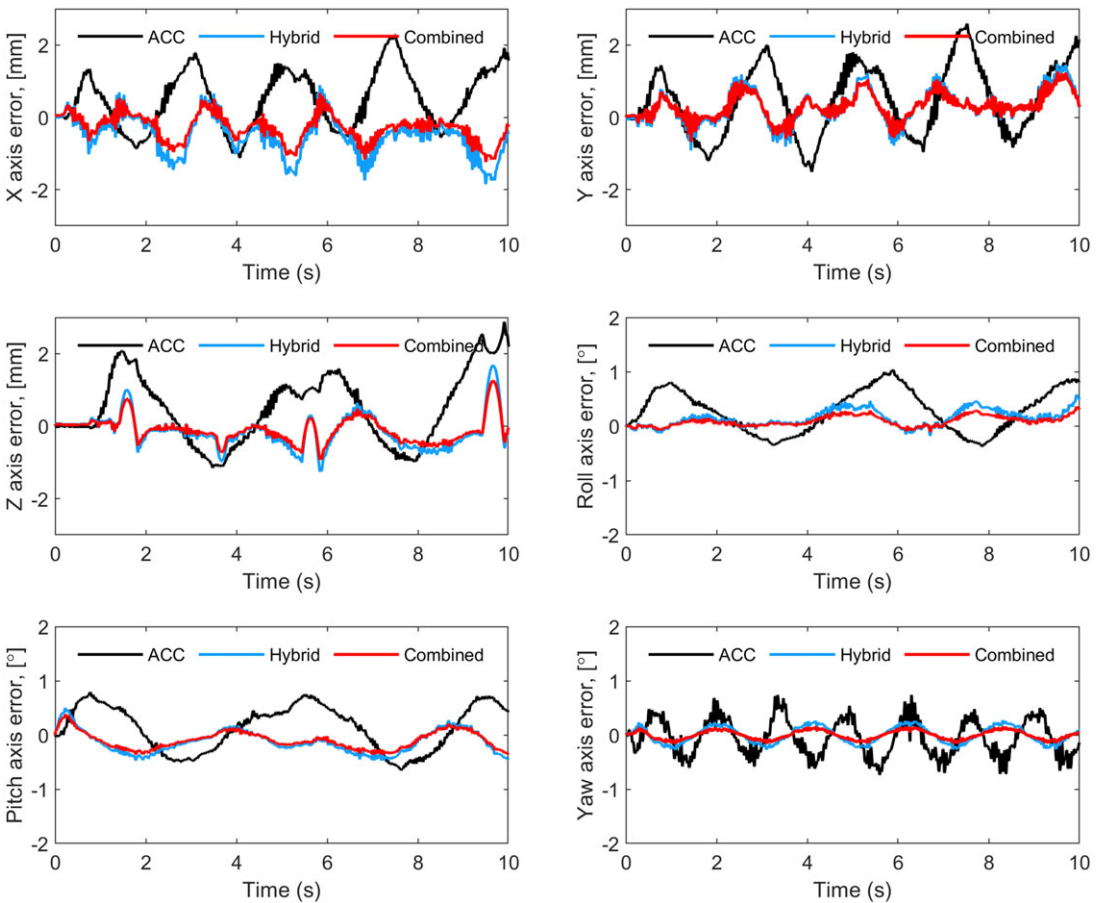 X axis error, [mm]
2
0
-2
ACC Hybrid Combined
0 2 4 6 8 10
Time (s)
Y axis error, [mm]
2
0
-2
ACC Hybrid Combined
0 2 4 6 8 10
Time (s)
Z axis error, [mm]
2
0
-2
ACC Hybrid Combined
0 2 4 6 8 10
Time (s)
Roll axis error, [°]
2
1
0
-1
-2
ACC Hybrid Combined
0 2 4 6 8 10
Time (s)
Pitch axis error, [°]
2
1
0
-1
-2
ACC Hybrid Combined
0 2 4 6 8 10
Time (s)
Yaw axis error, [°]
2
1
0
-1
-2
ACC Hybrid Combined
0 2 4 6 8 10
Time (s)